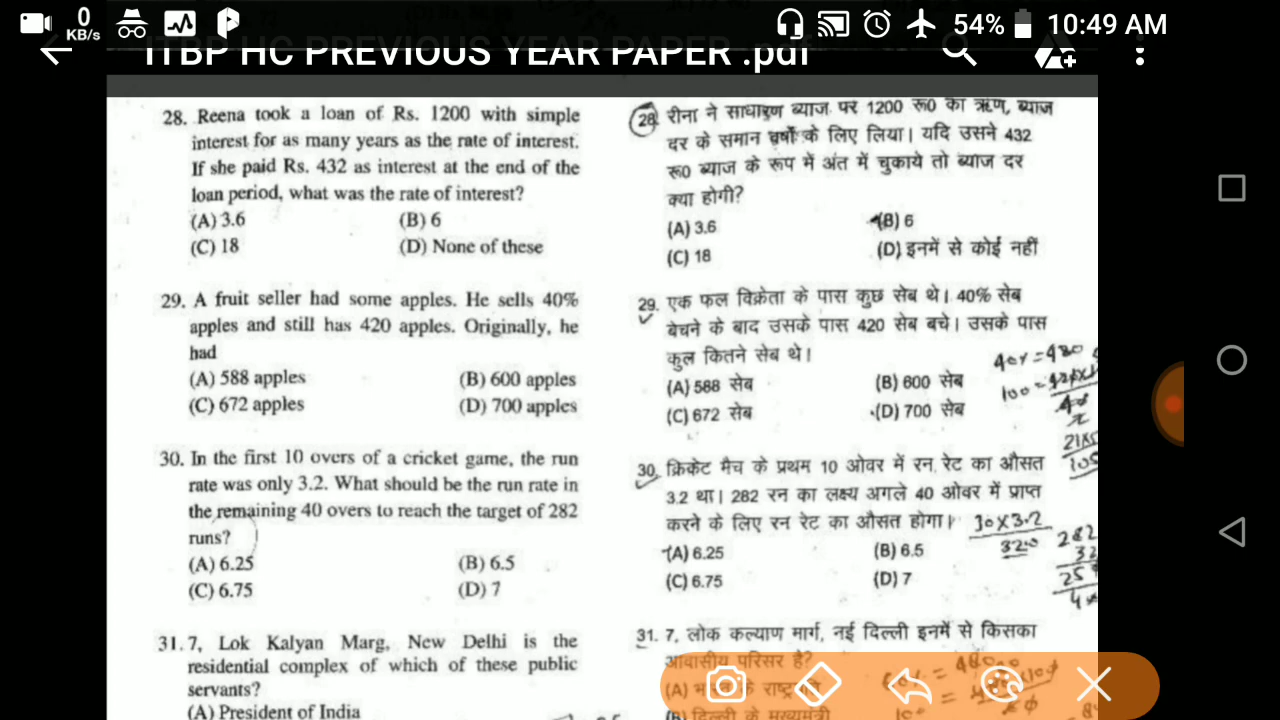 0
KB/s
54%
10:49 AM
ITBP HC PREVIOUS YEAR PAPER .pdf
28. Reena took a loan of Rs. 1200 with simple
interest for as many years as the rate of interest.
If she paid Rs. 432 as interest at the end of the
loan period, what was the rate of interest?
(A) 3.6 (B) 6
(C) 18 (D) None of these
29. A fruit seller had some apples. He sells 40%
apples and still has 420 apples. Originally, he
had
(A) 588 apples (B) 600 apples
(C) 672 apples (D) 700 apples
30. In the first 10 overs of a cricket game, the run
rate was only 3.2. What should be the run rate in
the remaining 40 overs to reach the target of 282
runs?
(A) 6.25 (B) 6.5
(C) 6.75 (D) 7
31. 7, Lok Kalyan Marg, New Delhi is the
residential complex of which of these public
servants?
(A) President of India
28. रीना ने साधारण ब्याज पर 1200 रू0 का ऋण, ब्याज
दर के समान वर्षों के लिए लिया। यदि उसने 432
रू0 ब्याज के रूप में अंत में चुकाये तो ब्याज दर
क्या होगी?
(A) 3.6 (B) 6
(C) 18 (D) इनमें से कोई नहीं
29. एक फल विक्रेता के पास कुछ सेब थे। 40% सेब
बेचने के बाद उसके पास 420 सेब बचे। उसके पास
कुल कितने सेब थे।
(A) 588 सेब (B) 600 सेब
(C) 672 सेब (D) 700 सेब
30. क्रिकेट मैच के प्रथम 10 ओवर में रन रेट का औसत
3.2 था। 282 रन का लक्ष्य अगले 40 ओवर में प्राप्त
करने के लिए रन रेट का औसत होगा।
(A) 6.25 (B) 6.5
(C) 6.75 (D) 7
31. 7, लोक कल्याण मार्ग, नई दिल्ली इनमें से किसका
आवासीय परिसर है?
(A) के राष्ट्रपति
(B) दिल्ली के मुख्यमंत्री